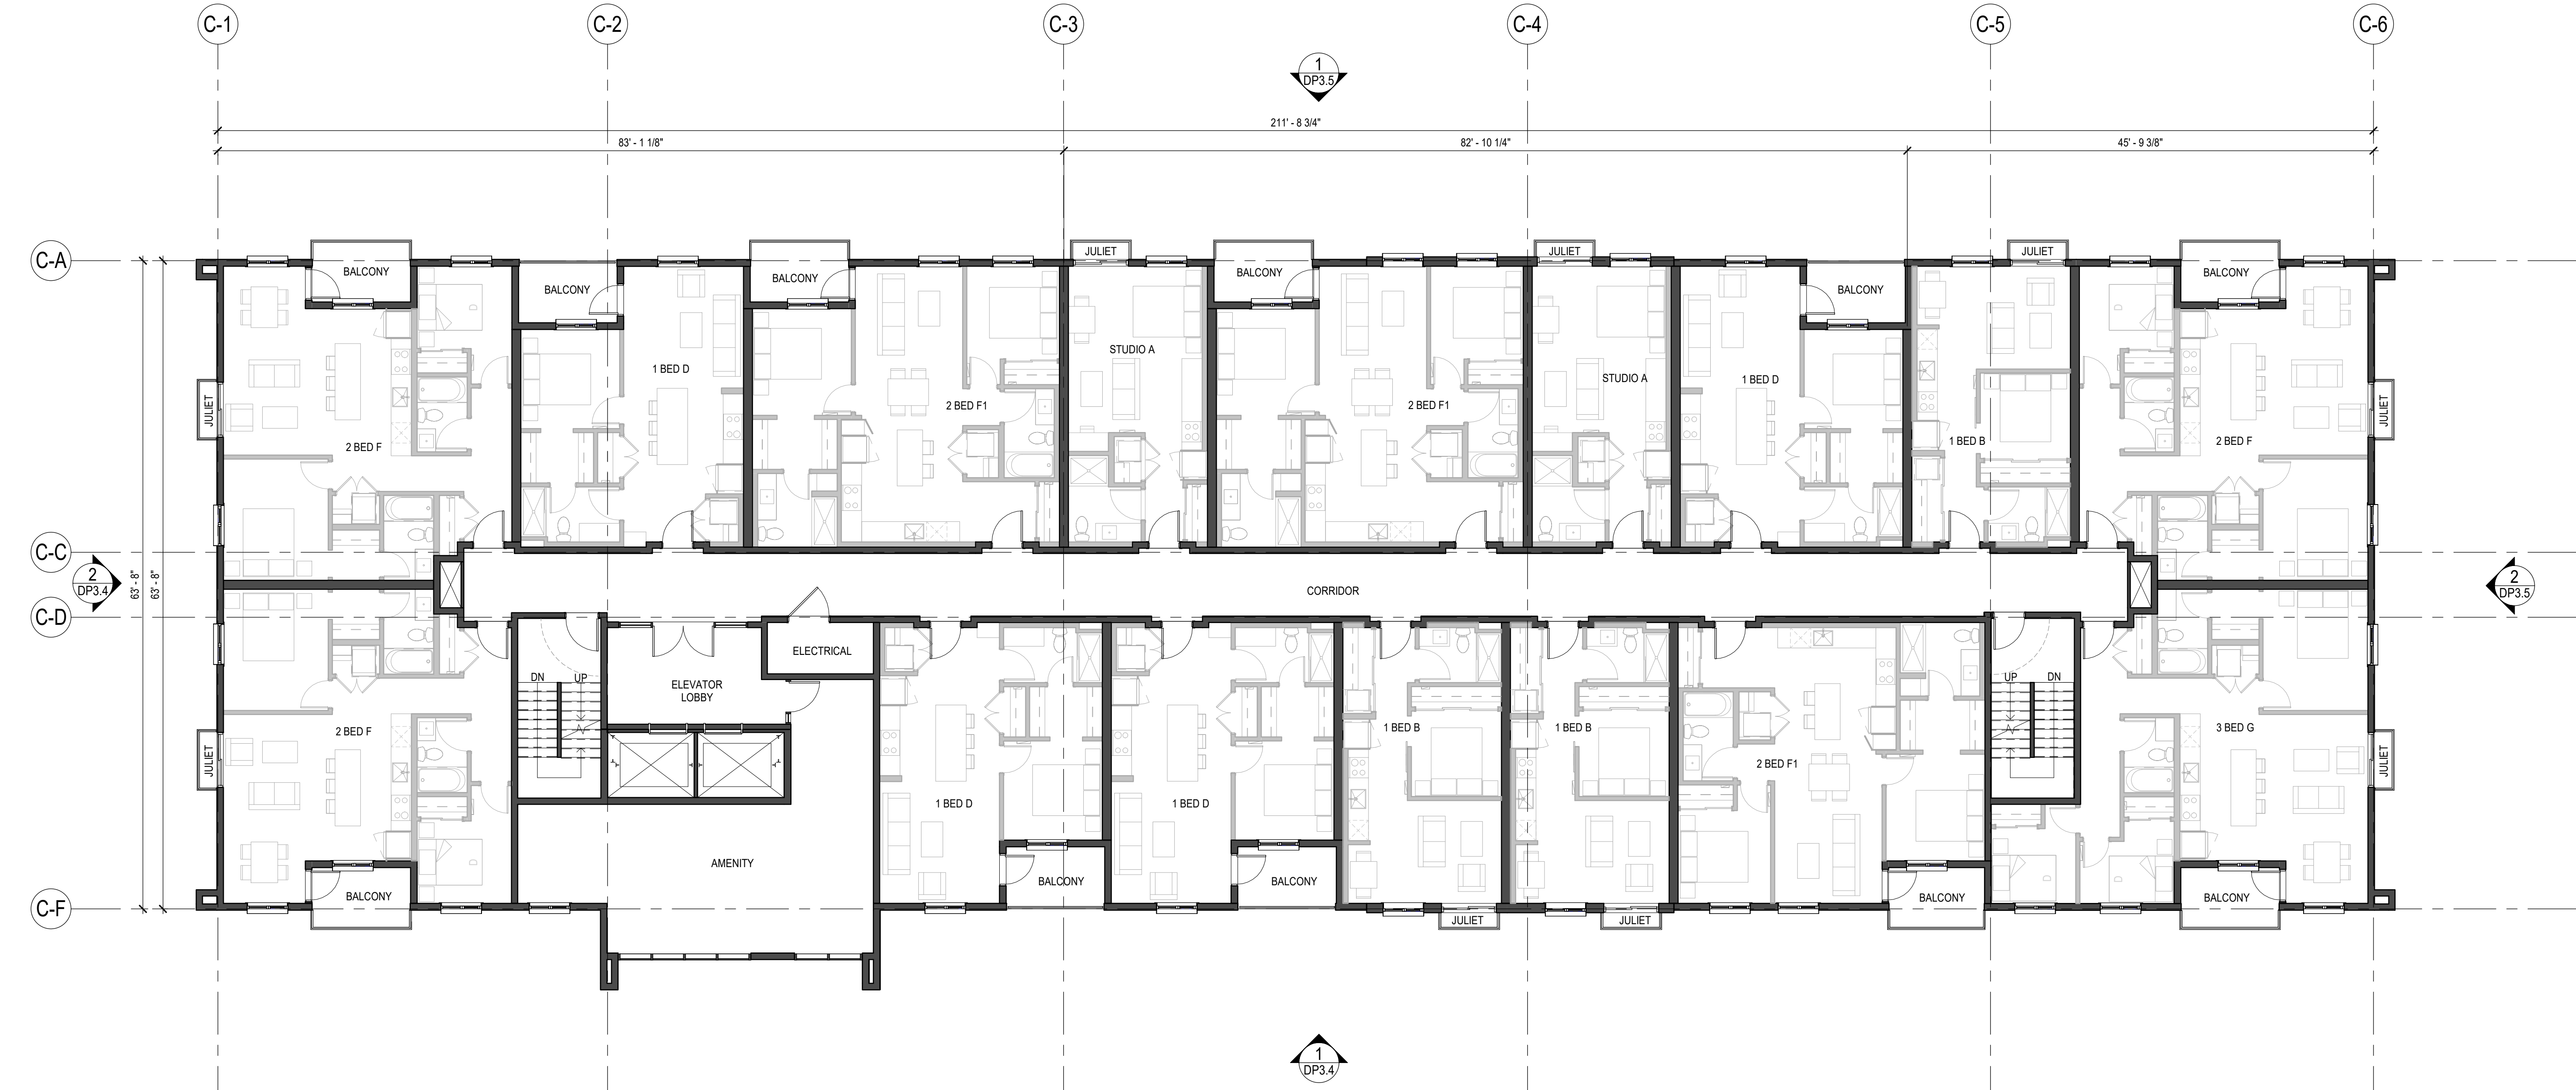 C-1
C-2
C-3
C-4
C-5
C-6
1
DP3.5
211' - 8 3/4"
83' - 1 1/8"
82' - 10 1/4"
45' - 9 3/8"
C-A
JULIET
JULIET
JULIET
BALCONY
BALCONY
BALCONY
BALCONY
BALCONY
BALCONY
STUDIO A
1 BED D
STUDIO A
1 BED D
2 BED F1
2 BED F1
JULIET
JULIET
2 BED F
1 BED B
2 BED F
C-C
2
DP3.4
63' - 8"
63' - 8"
CORRIDOR
2
DP3.5
C-D
ELECTRICAL
DN
UP
ELEVATOR
LOBBY
UP
DN
2 BED F
1 BED B
1 BED B
3 BED G
JULIET
JULIET
2 BED F1
1 BED D
1 BED D
AMENITY
BALCONY
BALCONY
BALCONY
BALCONY
BALCONY
C-F
JULIET
JULIET
1
DP3.4